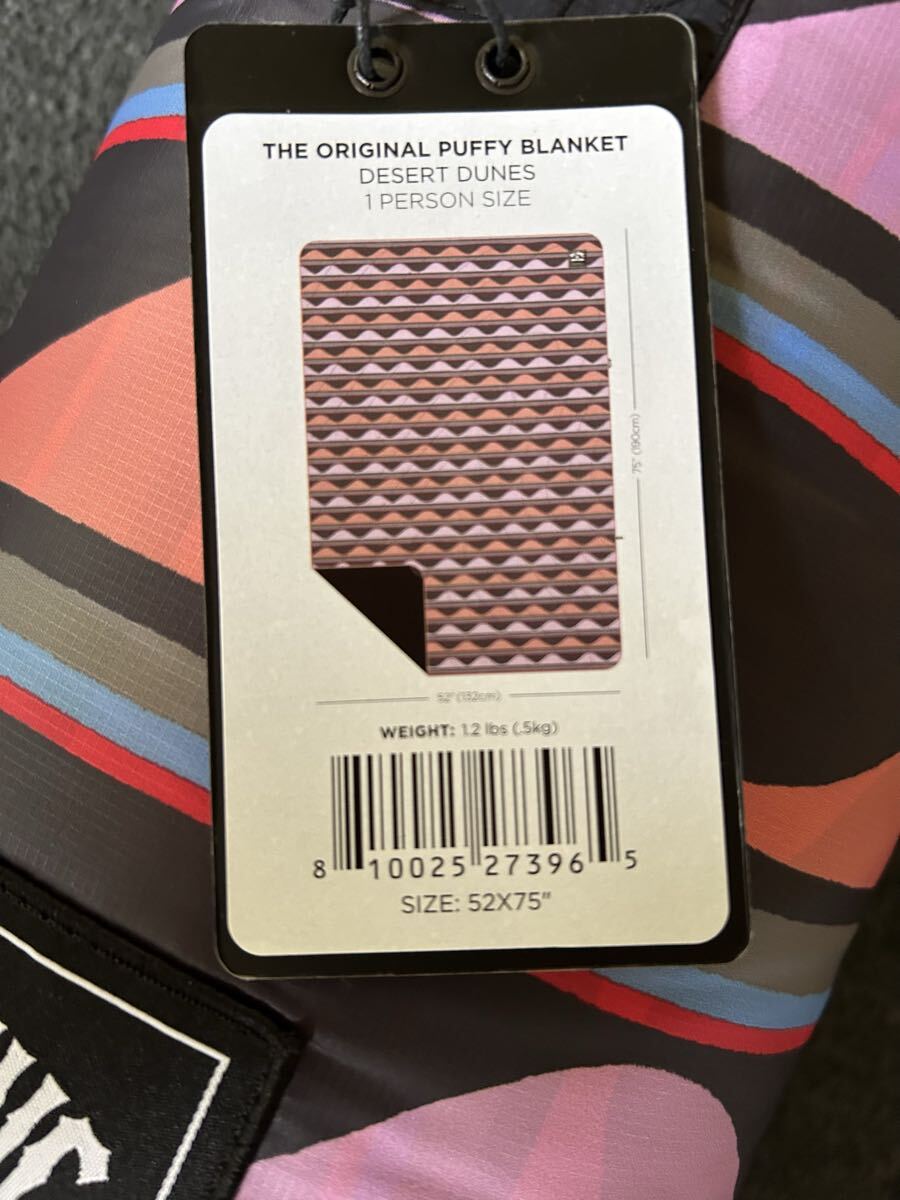 THE ORIGINAL PUFFY BLANKET
DESERT DUNES
1 PERSON SIZE
75" (190cm)
52" (132cm)
WEIGHT: 1.2 lbs (.5kg)
8 10025 27396 5
SIZE: 52X75"